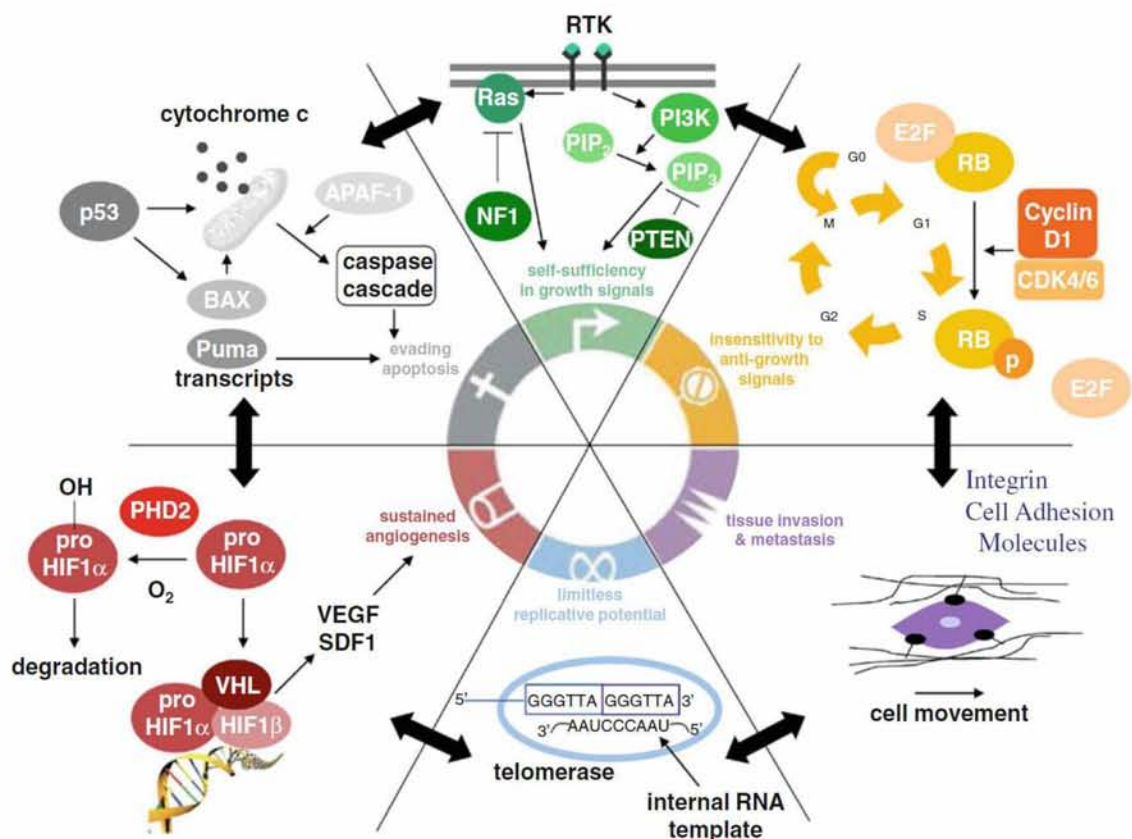 RTK
Ras
PI3K
PIP₂
PIP₃
NF1
PTEN
self-sufficiency
in growth signals
cytochrome c
p53
APAF-1
caspase
cascade
BAX
Puma
transcripts
evading
apoptosis
E2F
RB
G0
M
G1
G2
S
Cyclin
D1
CDK4/6
RB
p
E2F
insensitivity to
anti-growth
signals
OH
PHD2
pro
HIF1α
pro
HIF1α
O₂
degradation
VHL
pro
HIF1α
HIF1β
VEGF
SDF1
sustained
angiogenesis
limitless
replicative potential
5'
GGGTTA
GGGTTA
3'
3'
AAUCCCAAU
5'
telomerase
internal RNA
template
tissue invasion
& metastasis
Integrin
Cell Adhesion
Molecules
cell movement